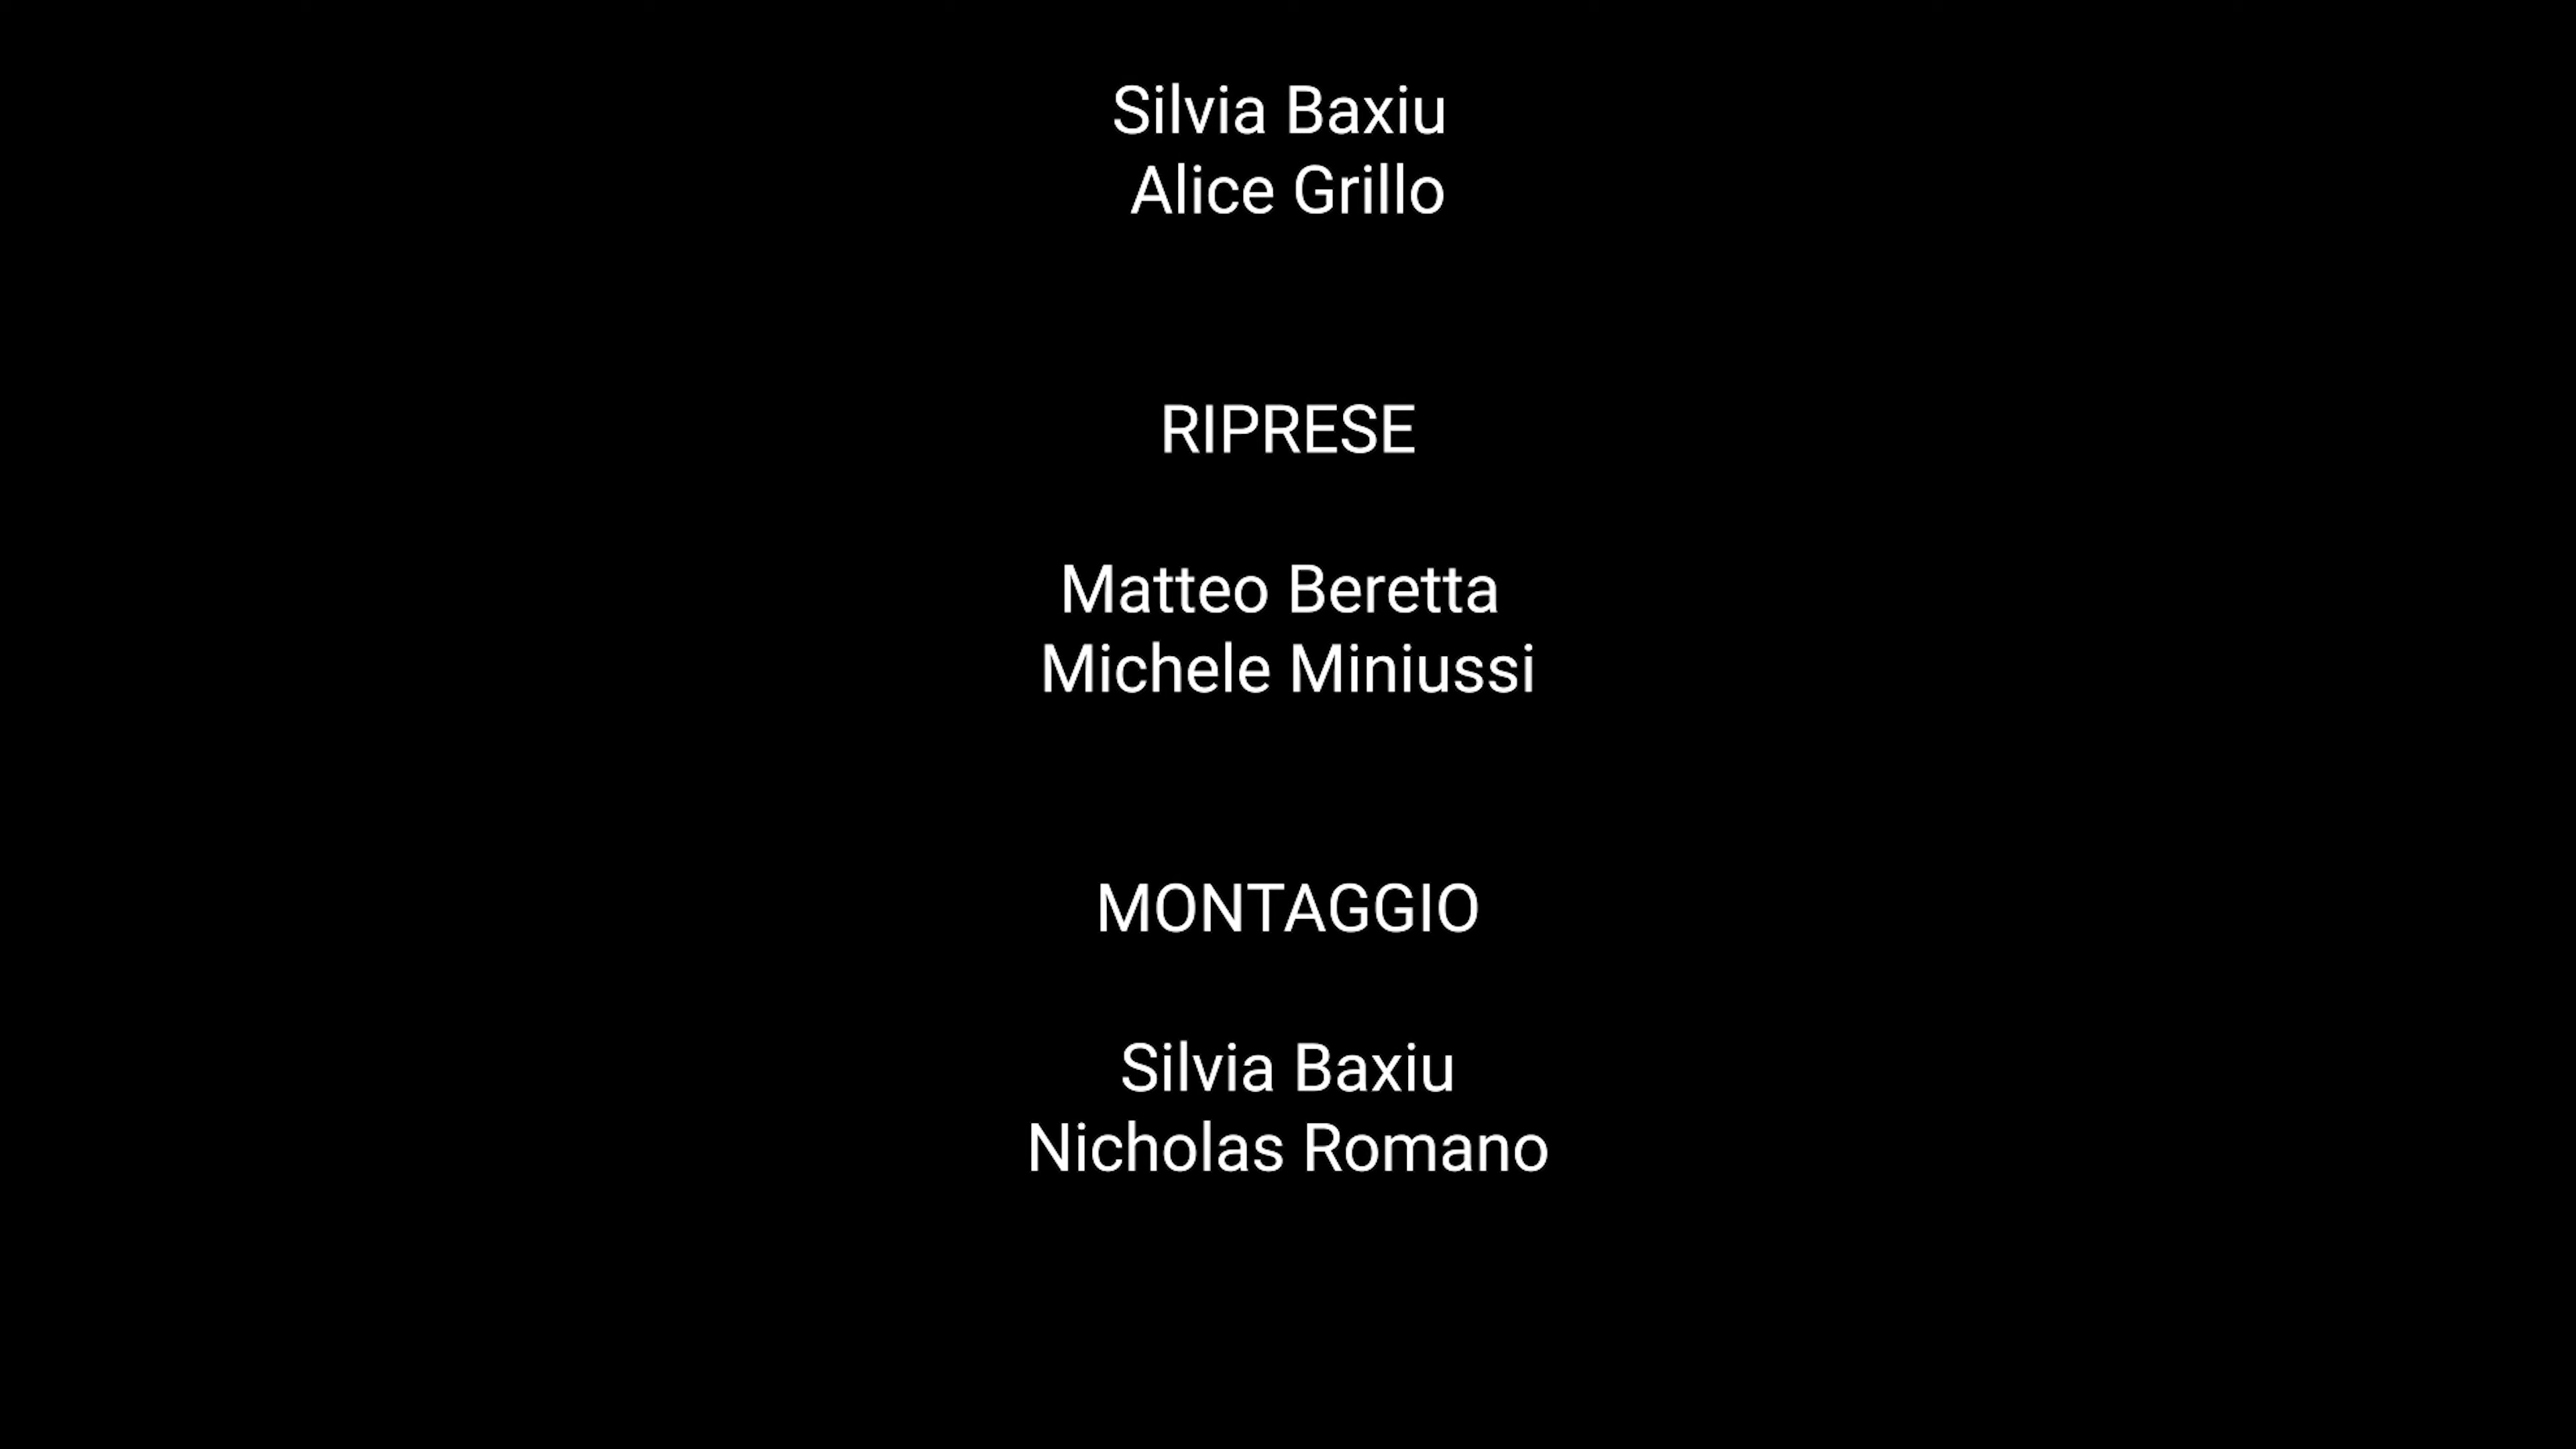 Silvia Baxiu
Alice Grillo
RIPRESE
Matteo Beretta
Michele Miniussi
MONTAGGIO
Silvia Baxiu
Nicholas Romano